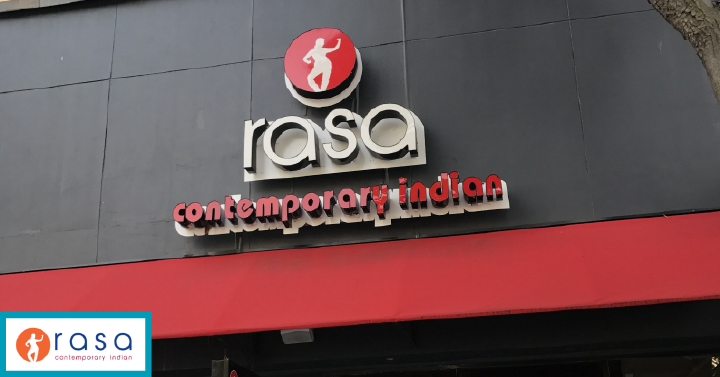 rasa
contemporary indian
rasa
contemporary indian